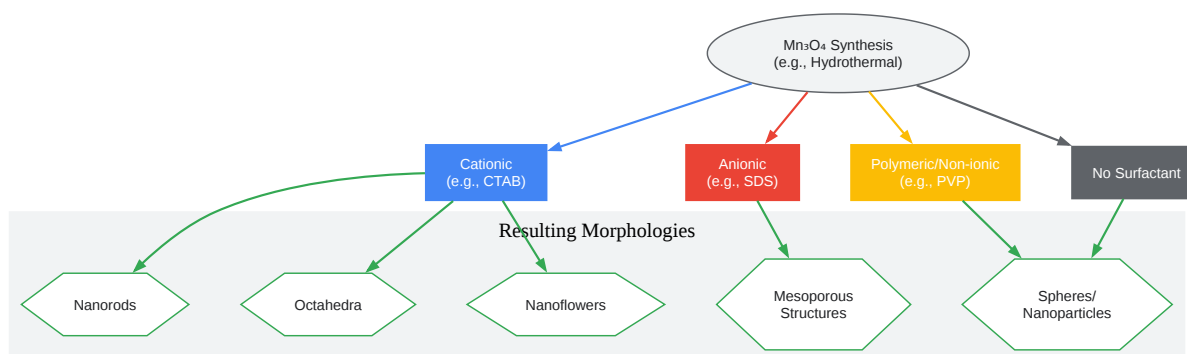 Mn₃O₄ Synthesis
(e.g., Hydrothermal)
Cationic
(e.g., CTAB)
Anionic
(e.g., SDS)
Polymeric/Non-ionic
(e.g., PVP)
No Surfactant
Resulting Morphologies
Nanorods
Octahedra
Nanoflowers
Mesoporous
Structures
Spheres/
Nanoparticles